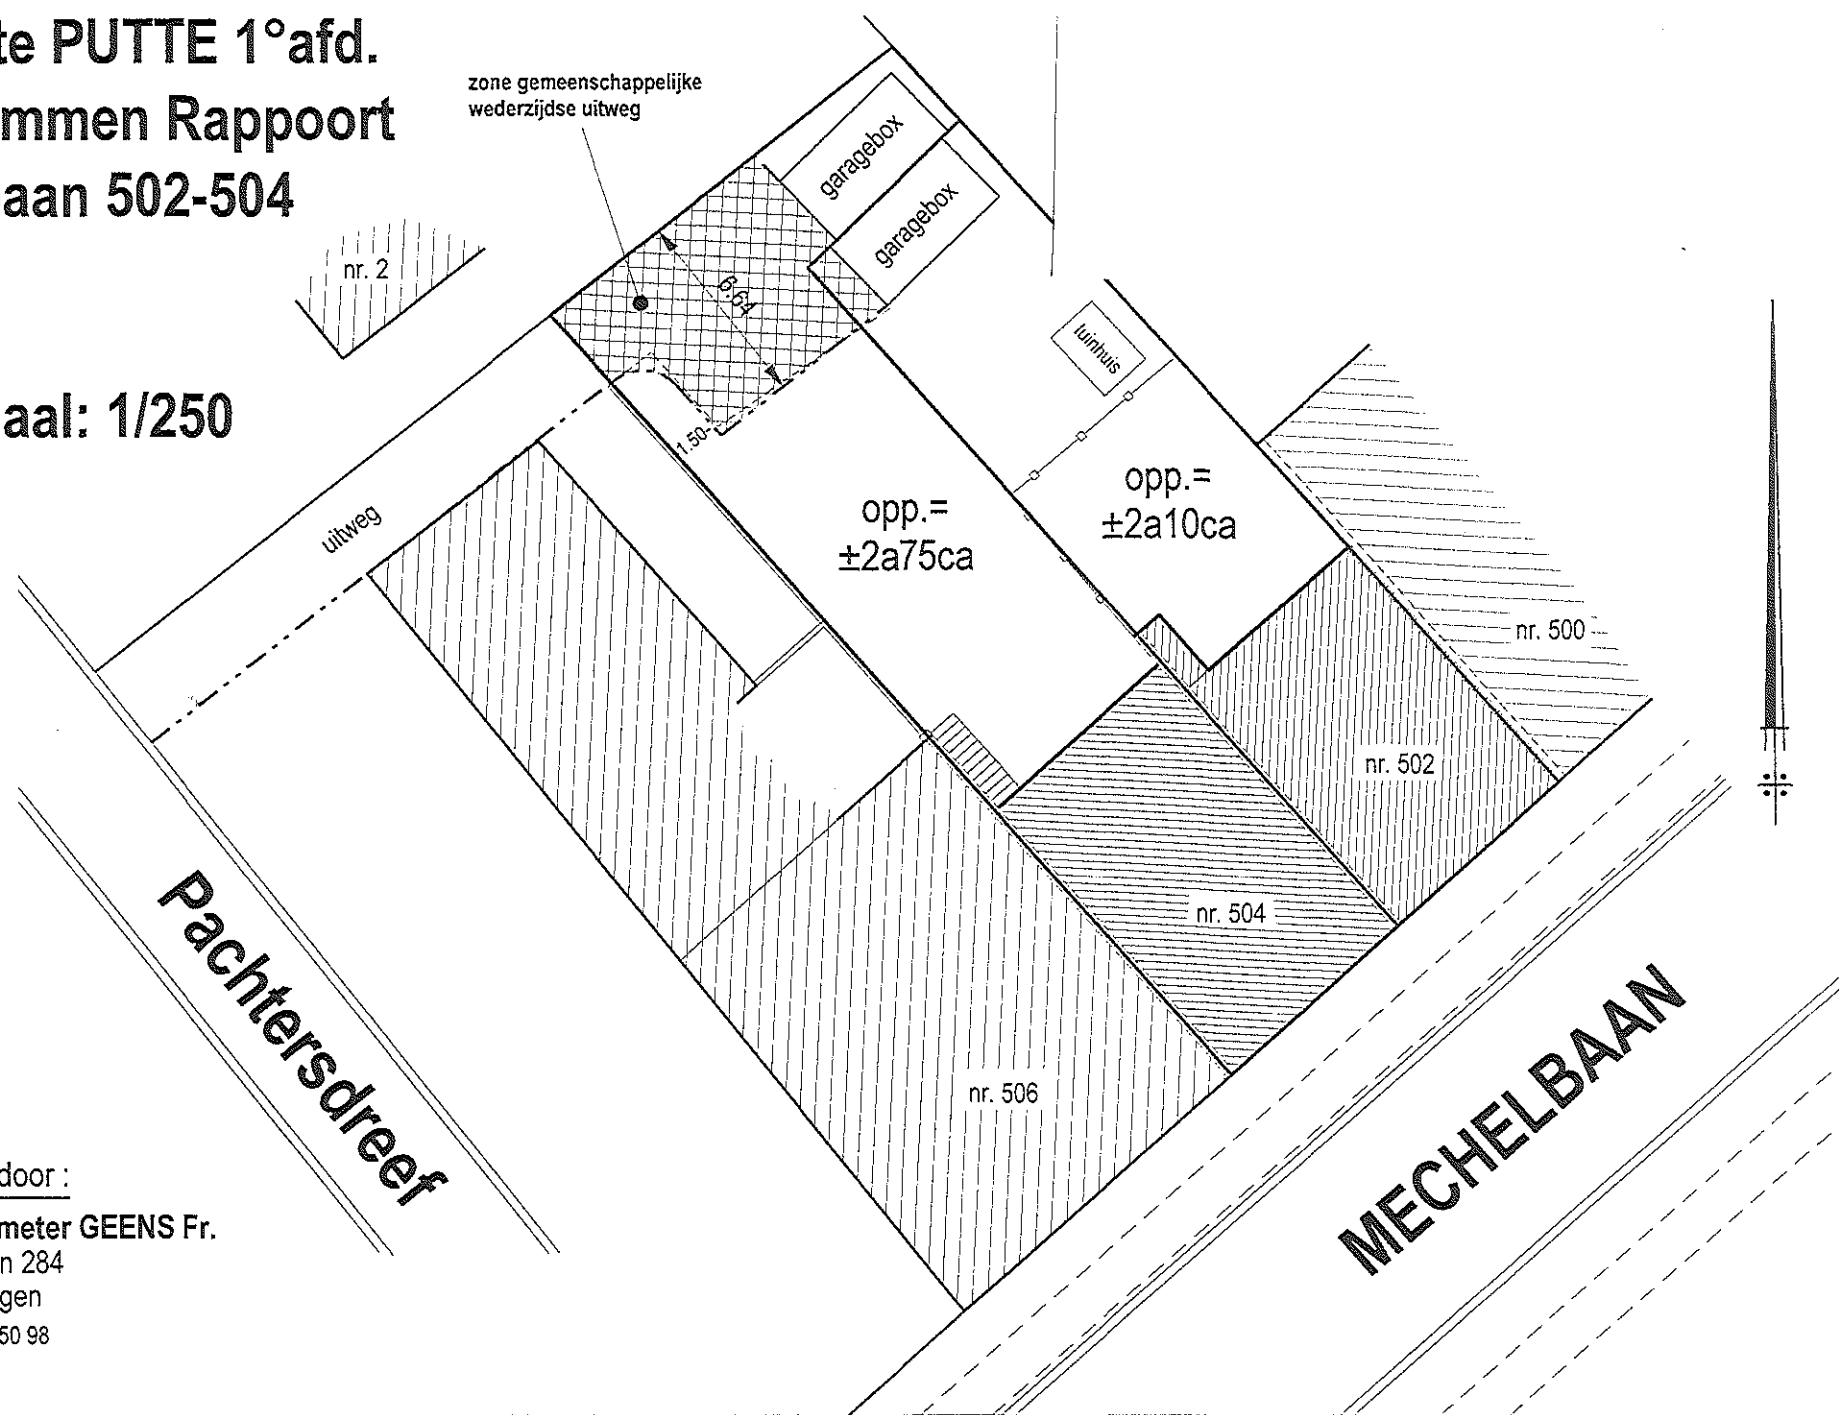 te PUTTE 1°afd.
mmen Rappoort
aan 502-504
aal: 1/250
zone gemeenschappelijke
wederzijdse uitweg
garagebox
garagebox
nr. 2
6.64
tuinhuis
1.50
uitweg
opp.=
±2a75ca
opp.=
±2a10ca
nr. 500
nr. 502
nr. 504
nr. 506
Pachtersdreef
MECHELBAAN
door :
meter GEENS Fr.
n 284
gen
50 98